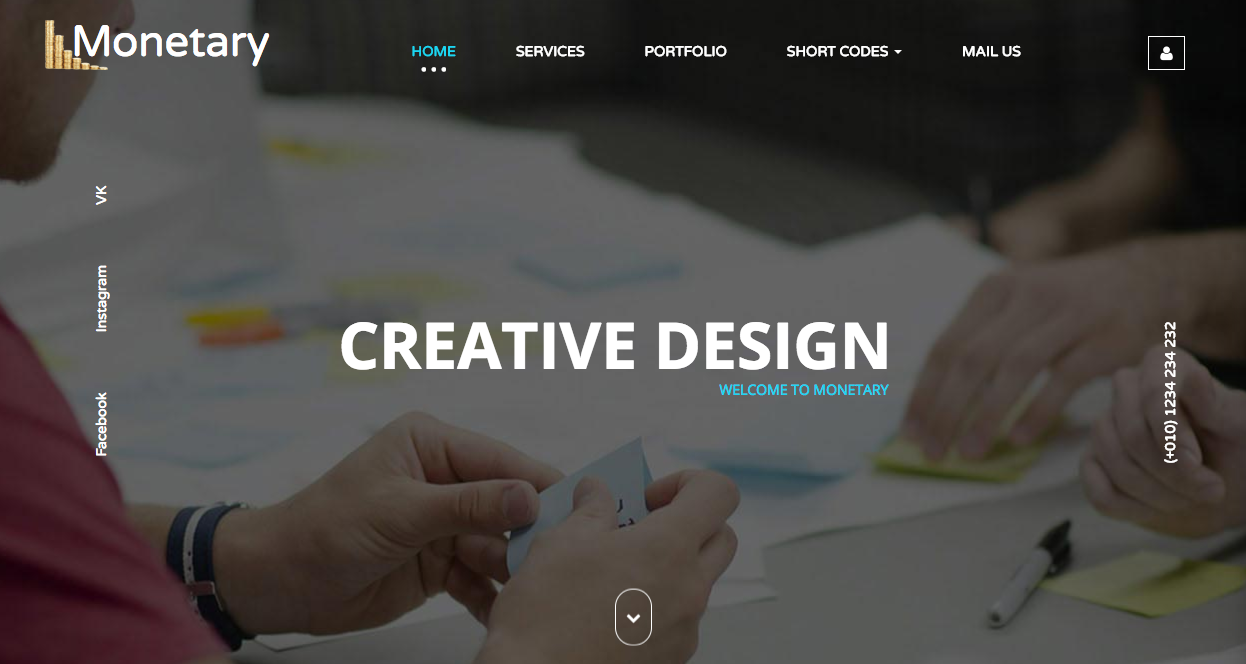 Monetary
HOME
SERVICES
PORTFOLIO
SHORT CODES
MAIL US
VK
Instagram
Facebook
CREATIVE DESIGN
WELCOME TO MONETARY
(+010) 1234 234 232